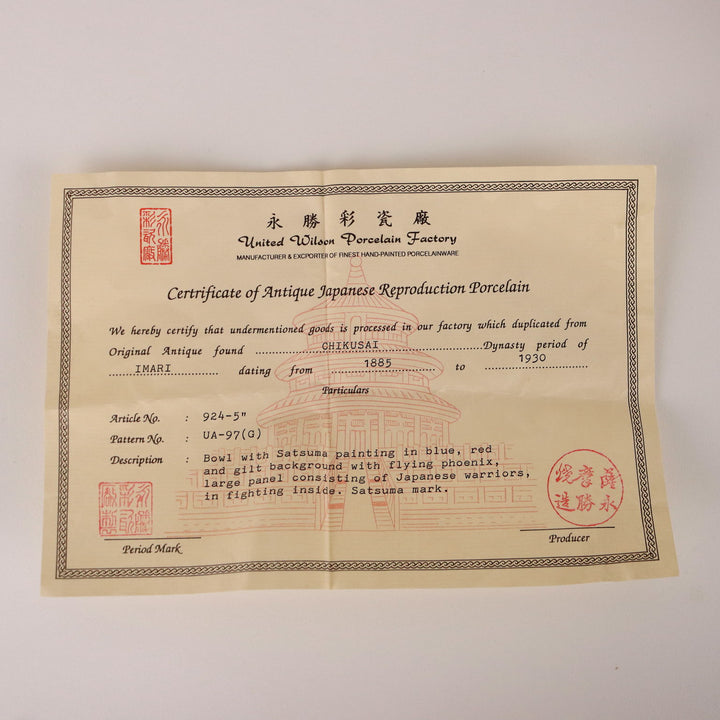 永勝彩瓷廠
United Wilson Porcelain Factory
MANUFACTURER & EXCPORTER OF FINEST HAND-PAINTED PORCELAINWARE
Certrificate of Antique Japanese Reproduction Porcelain
We hereby certify that undermentioned goods is processed in our factory which duplicated from
Original Antique found CHIKUSAI Dynasty period of
IMARI dating from 1885 to 1930
Particulars
Article No. : 924-5"
Pattern No. : UA-97(G)
Description : Bowl with Satsuma painting in blue, red
and gilt background with flying phoenix,
large panel consisting of Japanese warriors,
in fighting inside. Satsuma mark.
Period Mark
Producer